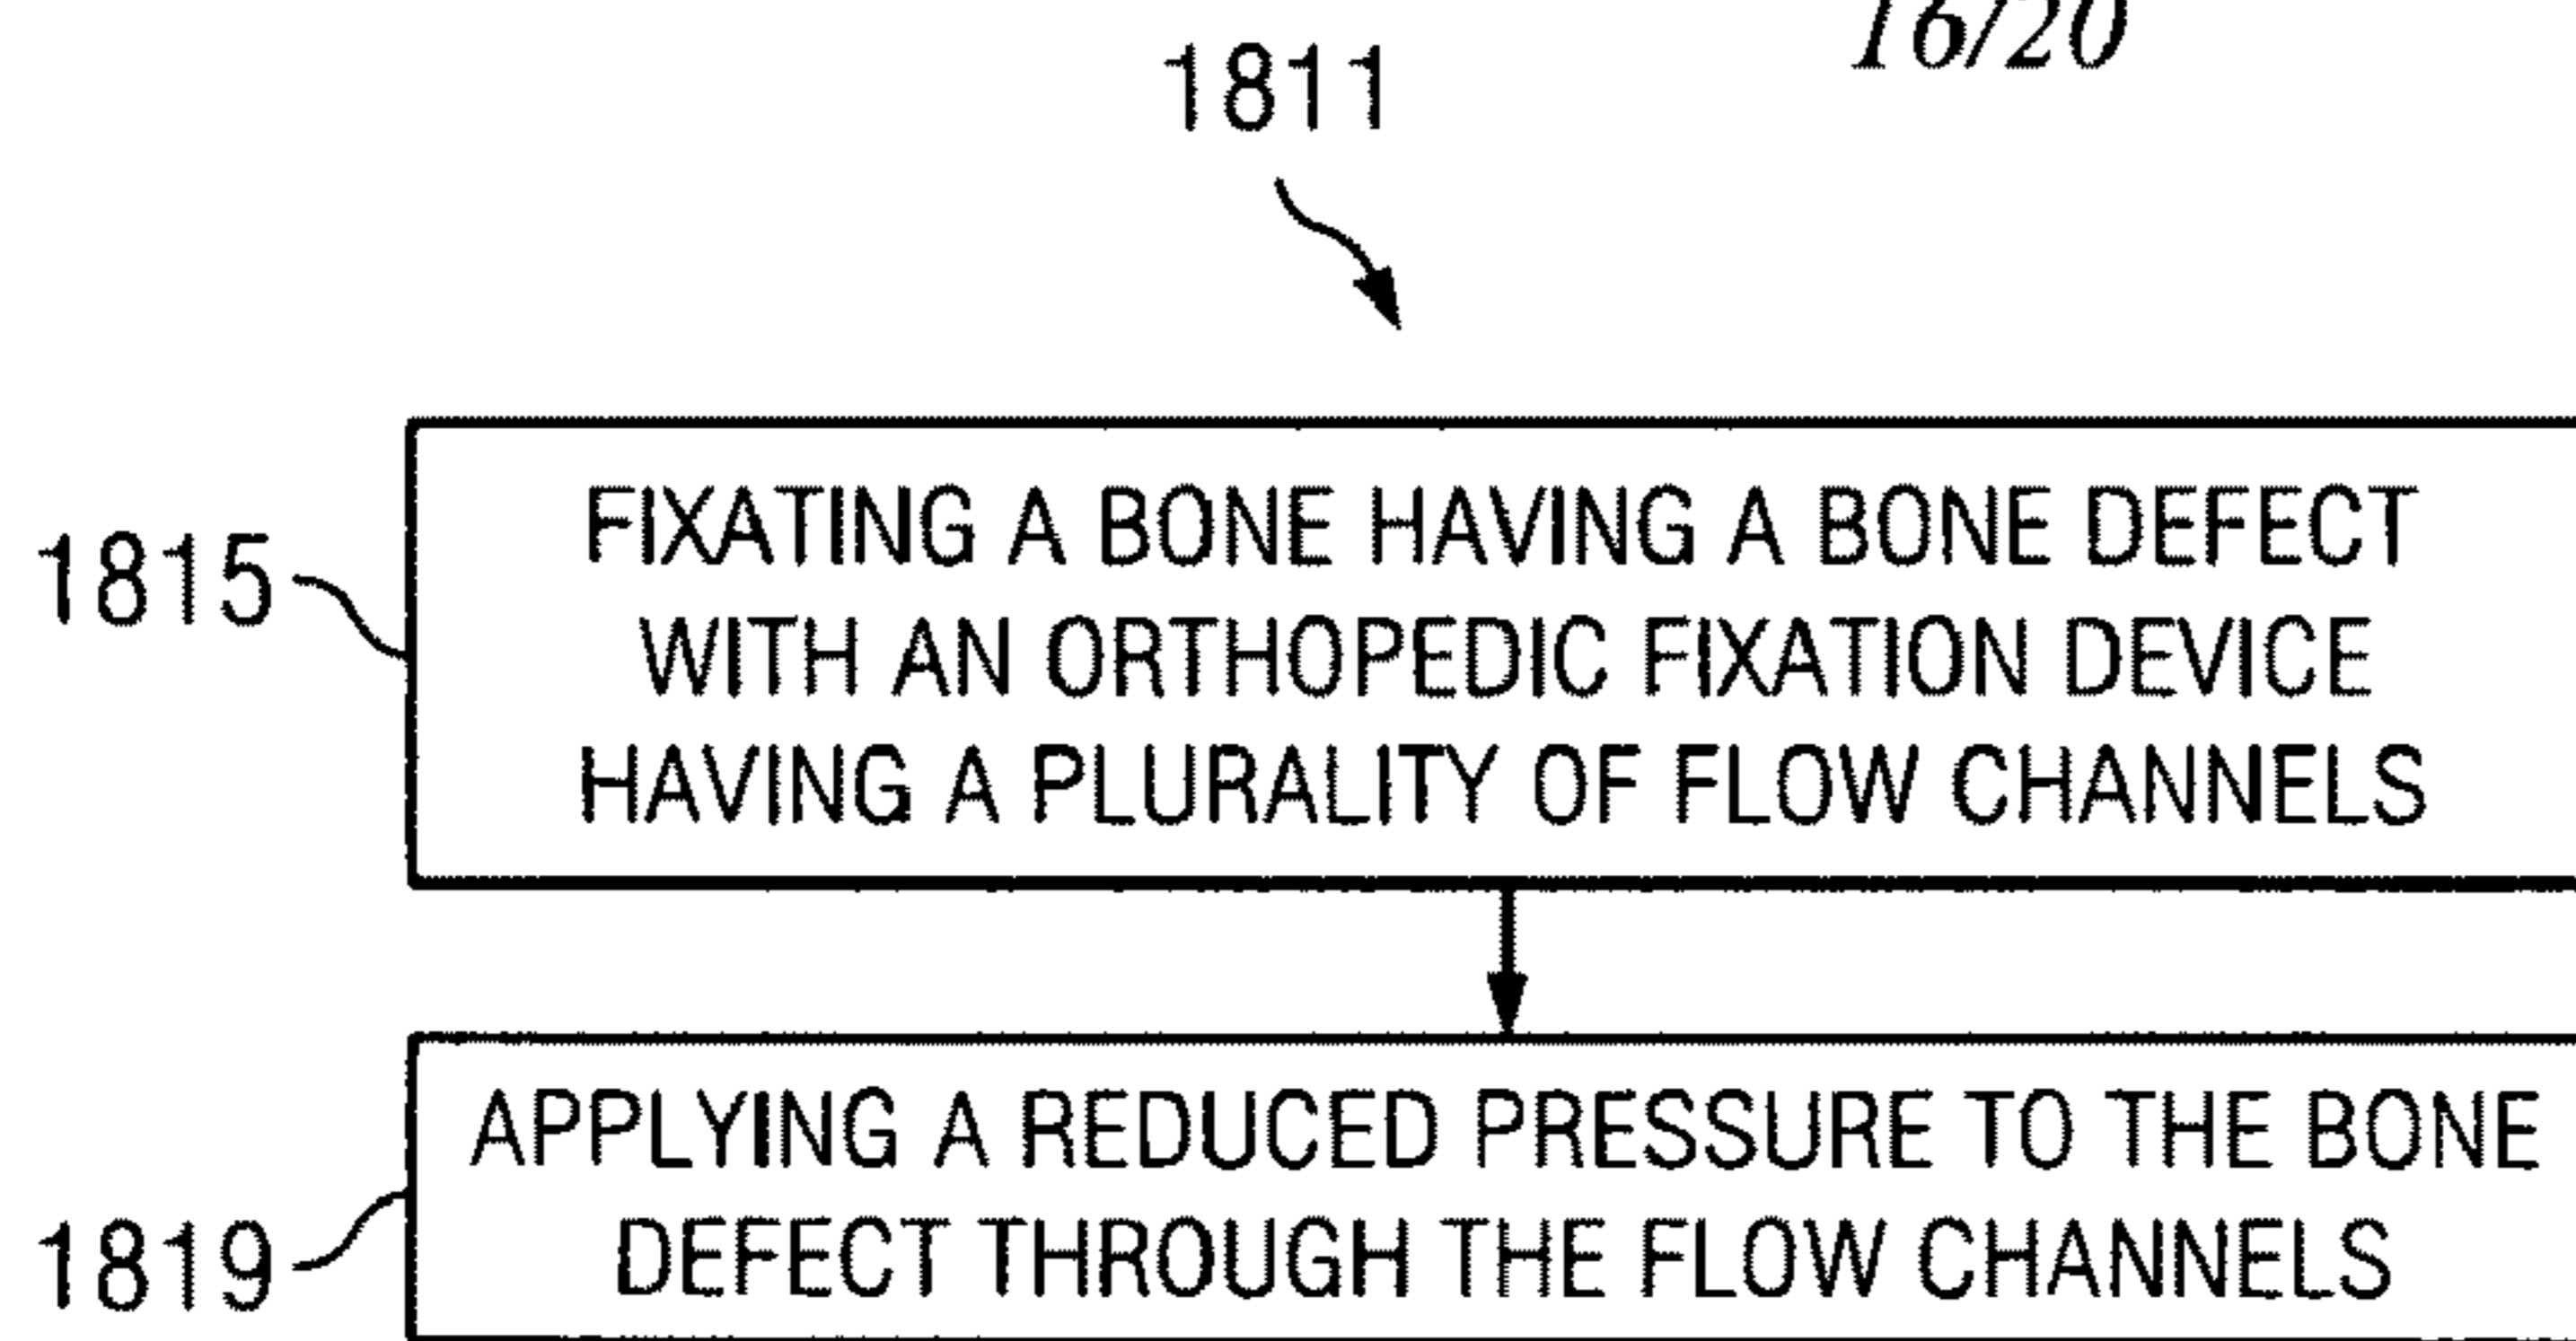 16/20
1811
1815
FIXATING A BONE HAVING A BONE DEFECT
WITH AN ORTHOPEDIC FIXATION DEVICE
HAVING A PLURALITY OF FLOW CHANNELS
1819
APPLYING A REDUCED PRESSURE TO THE BONE
DEFECT THROUGH THE FLOW CHANNELS